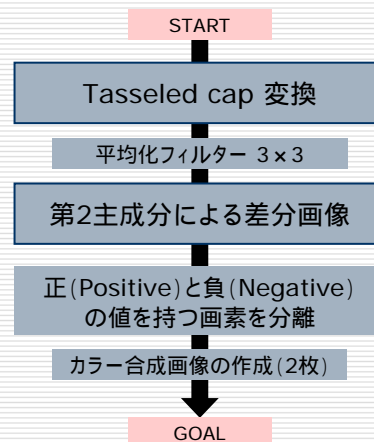 START
Tasseled cap 変換
平均化フィルター 3×3
第2主成分による差分画像
正(Positive)と負(Negative)
の値を持つ画素を分離
カラー合成画像の作成(2枚)
GOAL